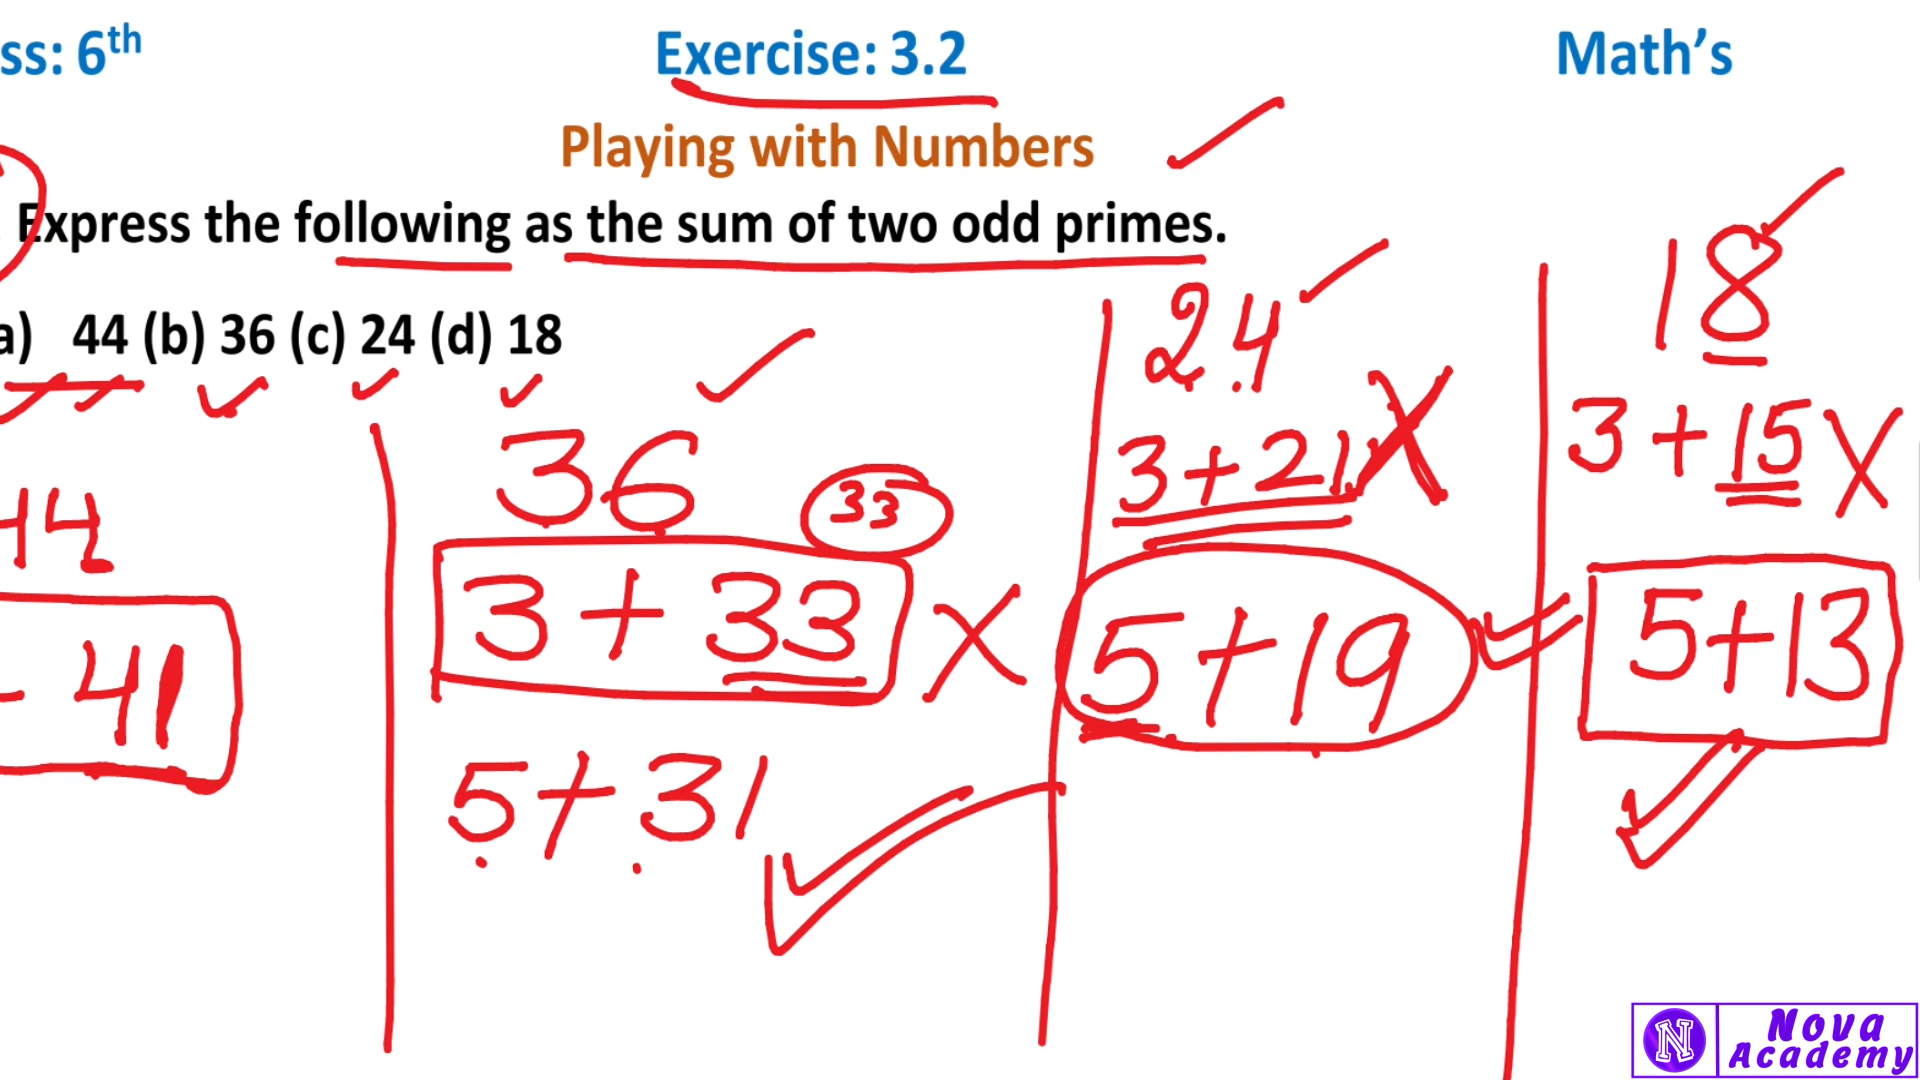 ss: 6th Exercise: 3.2 Math's
Playing with Numbers
Express the following as the sum of two odd primes.
a) 44 (b) 36 (c) 24 (d) 18
44
41
36
33
3 + 33 X
5 + 31
24
3 + 21 X
5 + 19
18
3 + 15 X
5 + 13
N Nova
Academy